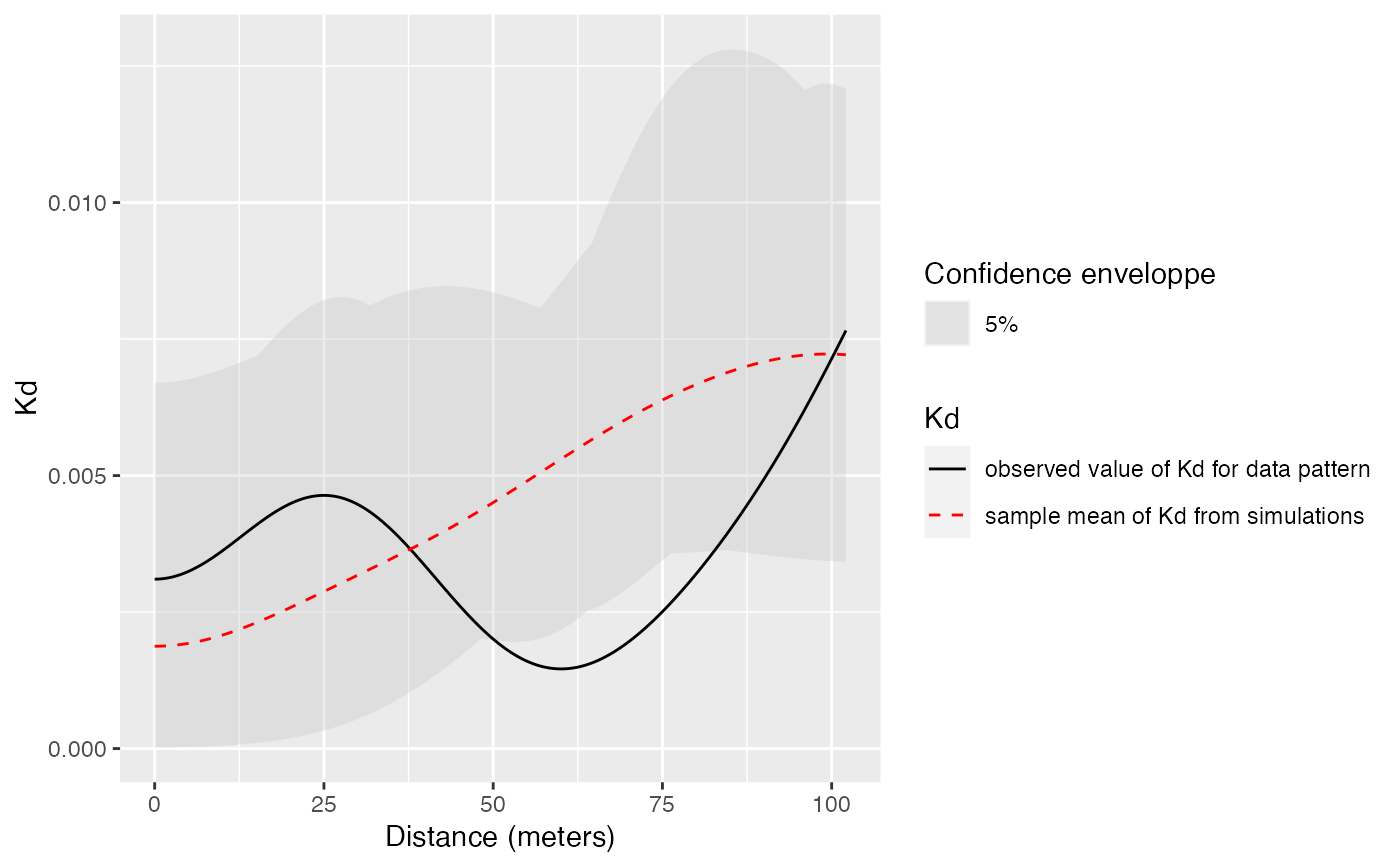 0.010
0.005
0.000
Kd
0
25
50
75
100
Distance (meters)
Confidence enveloppe
5%
Kd
observed value of Kd for data pattern
sample mean of Kd from simulations